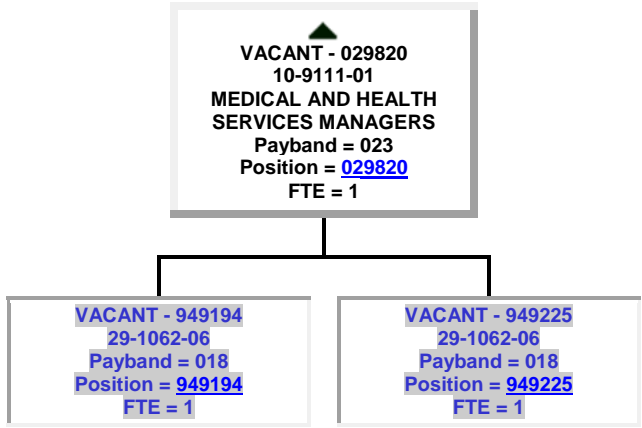 VACANT - 029820
10-9111-01
MEDICAL AND HEALTH
SERVICES MANAGERS
Payband = 023
Position = 029820
FTE = 1
VACANT - 949194
29-1062-06
Payband = 018
Position = 949194
FTE = 1
VACANT - 949225
29-1062-06
Payband = 018
Position = 949225
FTE = 1